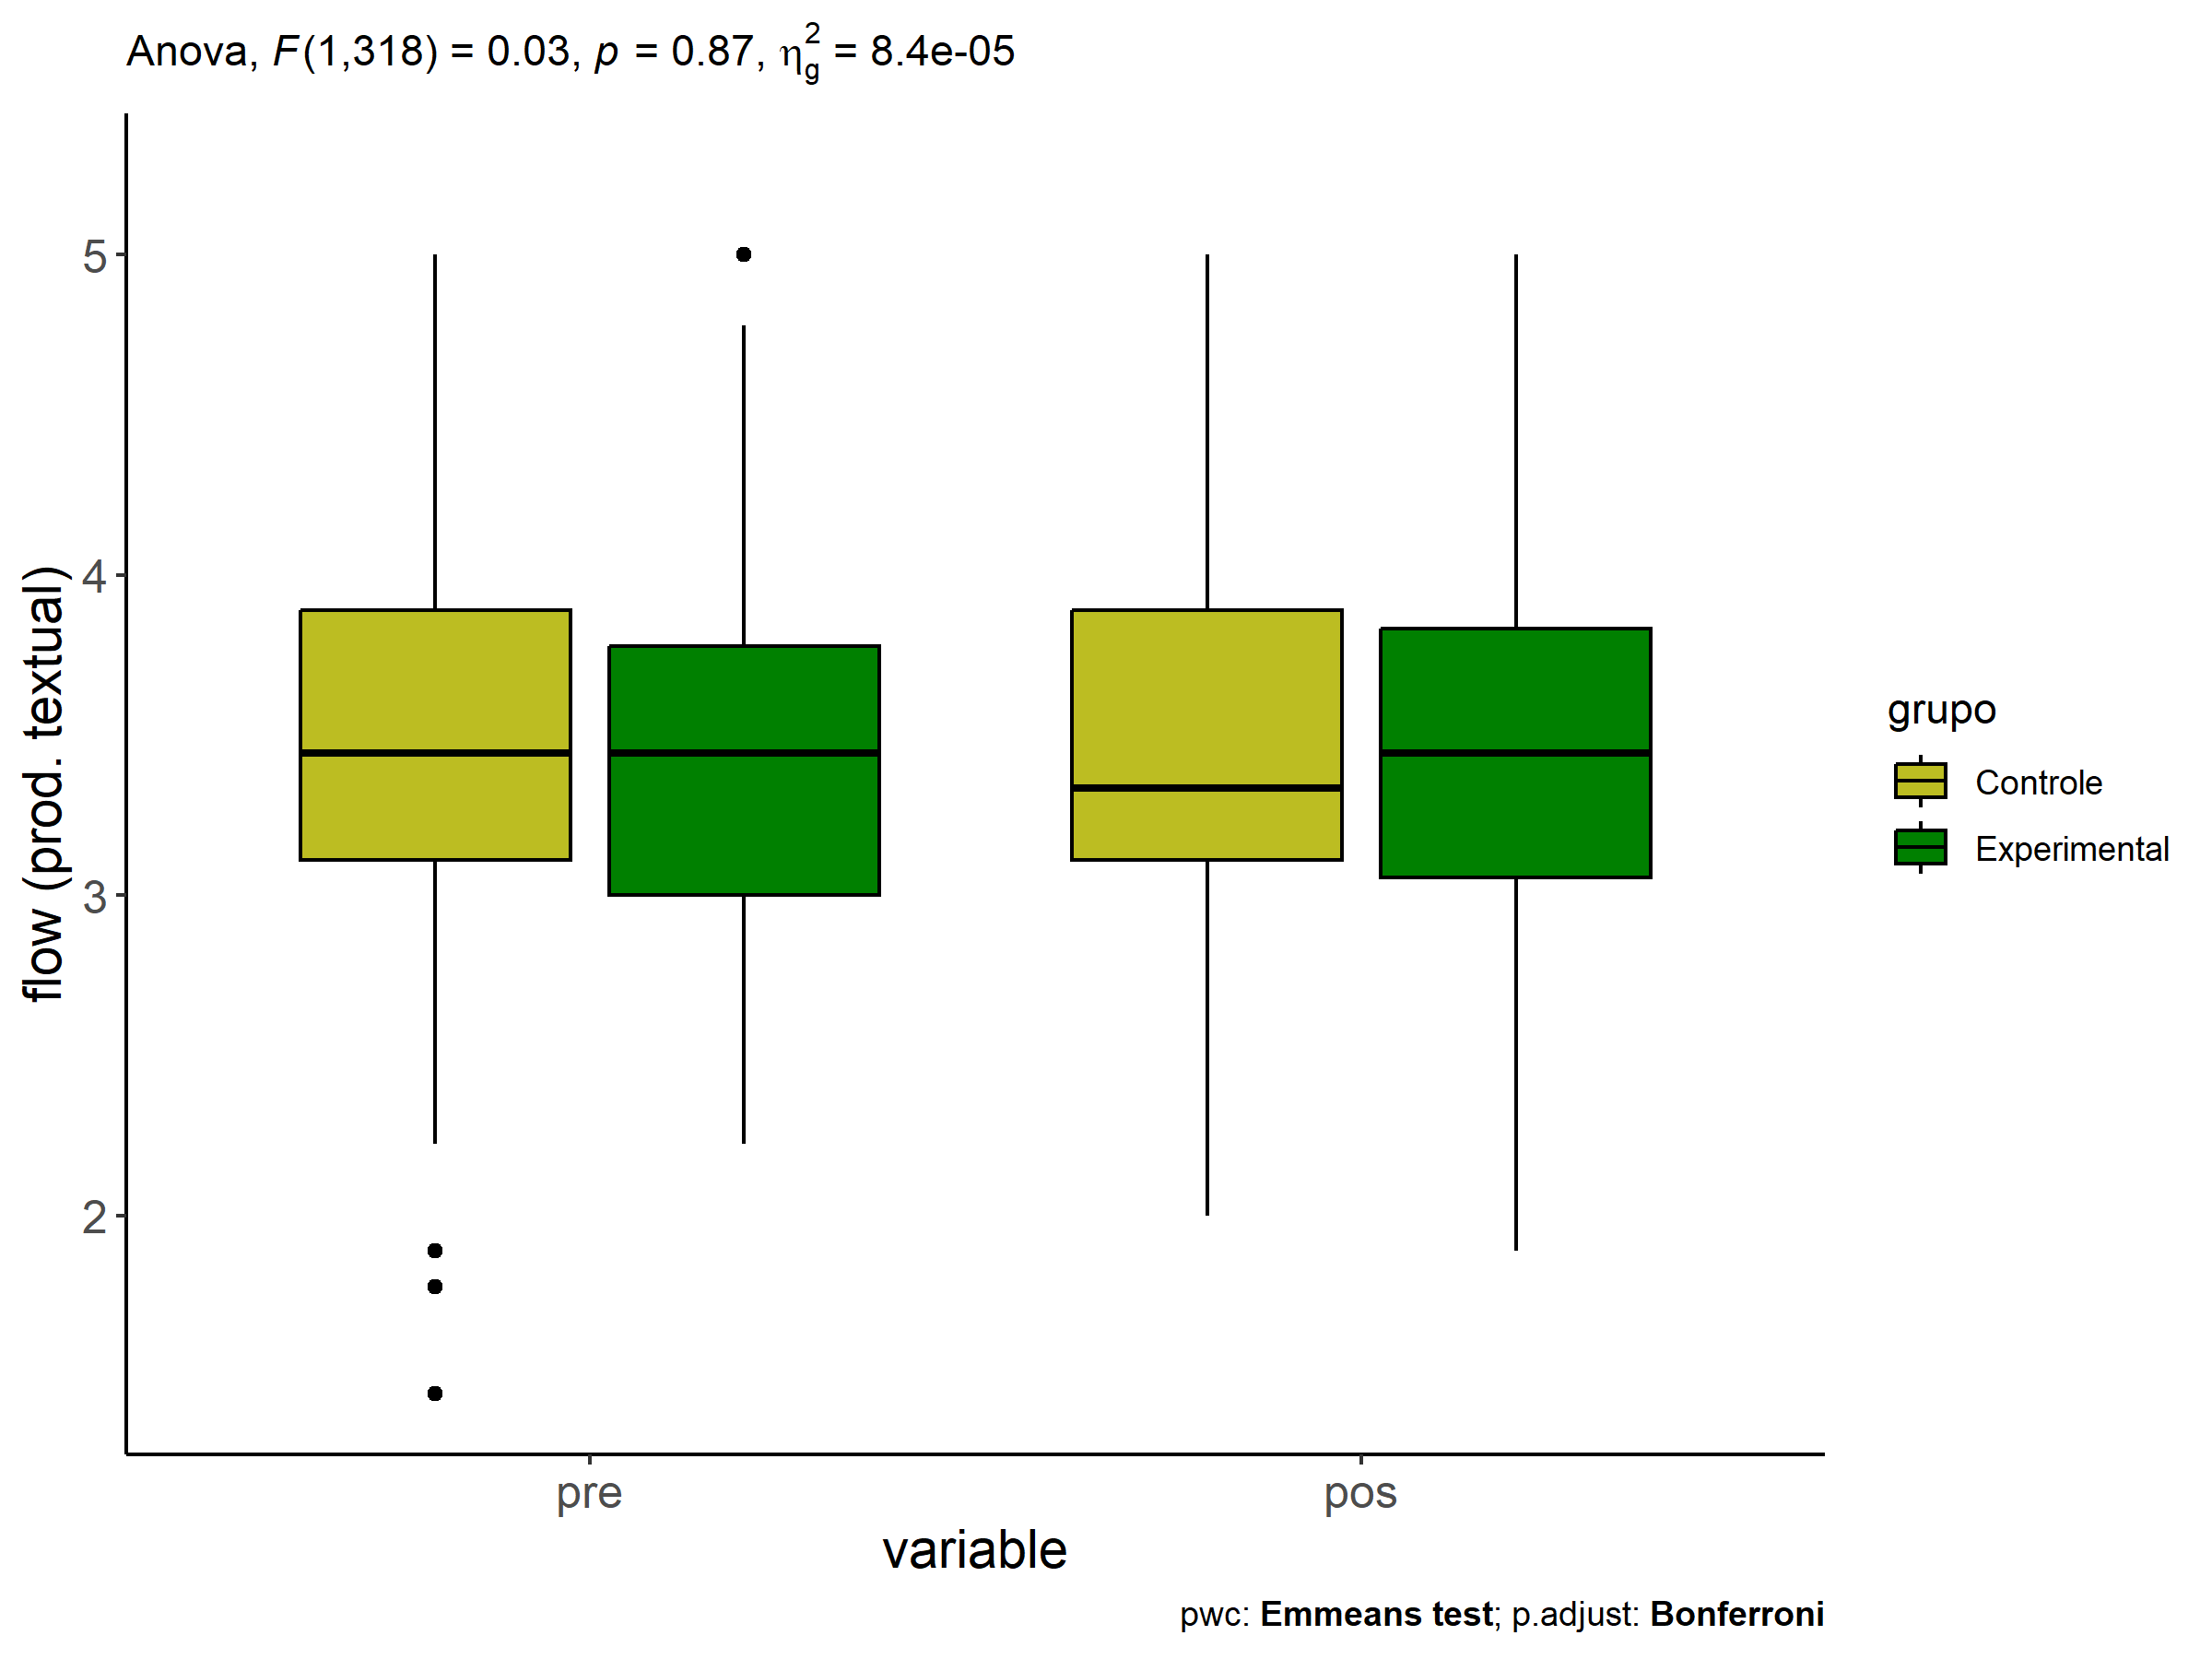 Anova, F(1,318) = 0.03, p = 0.87, η²g = 8.4e-05
flow (prod. textual)
5
4
3
2
pre
pos
variable
grupo
Controle
Experimental
pwc: Emmeans test; p.adjust: Bonferroni